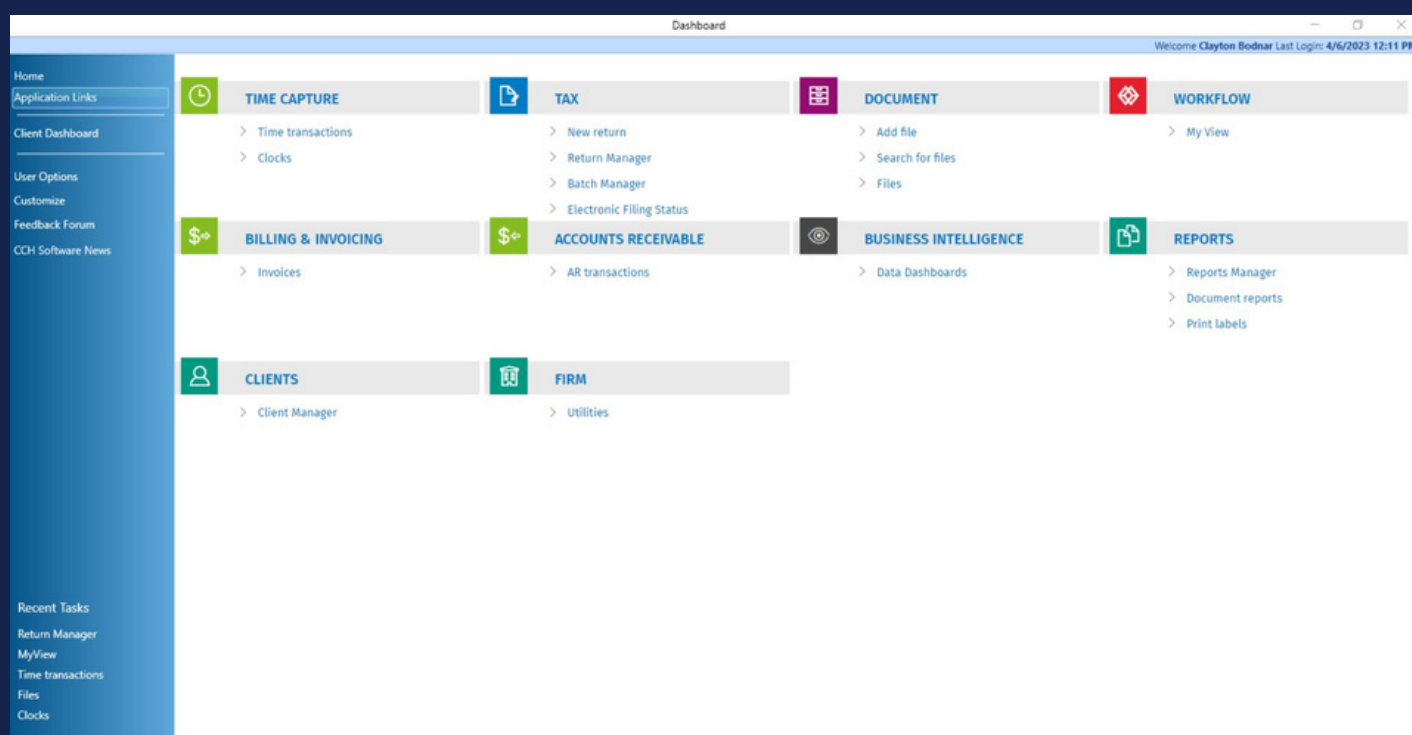 Dashboard
Welcome Clayton Bodnar Last Login: 4/6/2023 12:11 PM
Home
Application Links
Client Dashboard
User Options
Customize
Feedback Forum
CCH Software News
Recent Tasks
Return Manager
MyView
Time transactions
Files
Clocks
TIME CAPTURE
Time transactions
Clocks
TAX
New return
Return Manager
Batch Manager
Electronic Filing Status
DOCUMENT
Add file
Search for files
Files
WORKFLOW
My View
BILLING & INVOICING
Invoices
ACCOUNTS RECEIVABLE
AR transactions
BUSINESS INTELLIGENCE
Data Dashboards
REPORTS
Reports Manager
Document reports
Print labels
CLIENTS
Client Manager
FIRM
Utilities